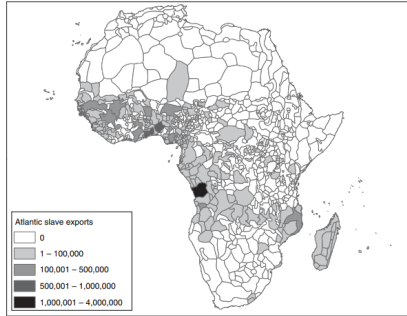 Atlantic slave exports
0
1 – 100,000
100,001 – 500,000
500,001 – 1,000,000
1,000,001 – 4,000,000